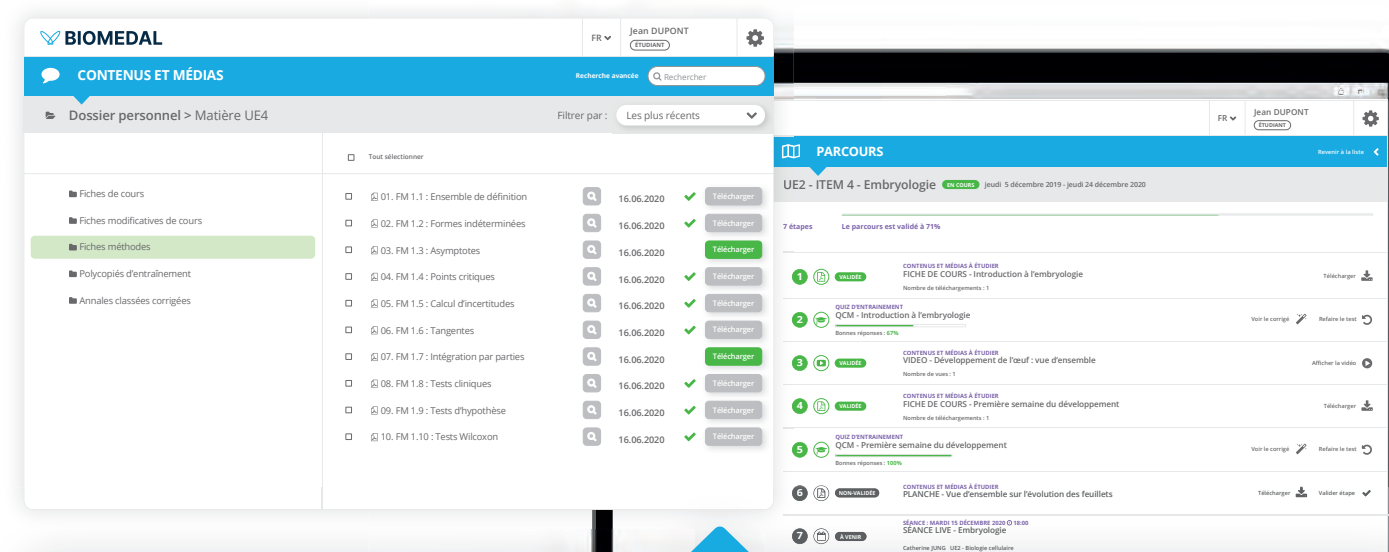 BIOMEDAL
FR
Jean DUPONT
ÉTUDIANT
CONTENUS ET MÉDIAS
Recherche avancée
Rechercher
Dossier personnel > Matière UE4
Filtrer par :
Les plus récents
Tout sélectionner
Fiches de cours
Fiches modificatives de cours
Fiches méthodes
Polycopiés d'entraînement
Annales classées corrigées
01. FM 1.1 : Ensemble de définition 16.06.2020 Télécharger
02. FM 1.2 : Formes indéterminées 16.06.2020 Télécharger
03. FM 1.3 : Asymptotes 16.06.2020 Télécharger
04. FM 1.4 : Points critiques 16.06.2020 Télécharger
05. FM 1.5 : Calcul d'incertitudes 16.06.2020 Télécharger
06. FM 1.6 : Tangentes 16.06.2020 Télécharger
07. FM 1.7 : Intégration par parties 16.06.2020 Télécharger
08. FM 1.8 : Tests cliniques 16.06.2020 Télécharger
09. FM 1.9 : Tests d'hypothèse 16.06.2020 Télécharger
10. FM 1.10 : Tests Wilcoxon 16.06.2020 Télécharger
FR
Jean DUPONT
ÉTUDIANT
PARCOURS
Revenir à la liste
UE2 - ITEM 4 - Embryologie EN COURS jeudi 5 décembre 2019 - jeudi 24 décembre 2020
7 étapes Le parcours est validé à 71%
CONTENUS ET MÉDIAS À ÉTUDIER
1 VALIDÉE FICHE DE COURS - Introduction à l'embryologie Télécharger
Nombre de téléchargements : 1
QUIZ D'ENTRAINEMENT
2 QCM - Introduction à l'embryologie Voir le corrigé Refaire le test
Bonnes réponses : 67%
CONTENUS ET MÉDIAS À ÉTUDIER
3 VALIDÉE VIDEO - Développement de l'œuf : vue d'ensemble Afficher la vidéo
Nombre de vues : 1
CONTENUS ET MÉDIAS À ÉTUDIER
4 VALIDÉE FICHE DE COURS - Première semaine du développement Télécharger
Nombre de téléchargements : 1
QUIZ D'ENTRAINEMENT
5 QCM - Première semaine du développement Voir le corrigé Refaire le test
Bonnes réponses : 100%
CONTENUS ET MÉDIAS À ÉTUDIER
6 NON-VALIDÉE PLANCHE - Vue d'ensemble sur l'évolution des feuillets Télécharger Valider étape
SÉANCE : MARDI 15 DÉCEMBRE 2020 18:00
7 À VENIR SÉANCE LIVE - Embryologie
Catherine JUNG UE2 - Biologie cellulaire